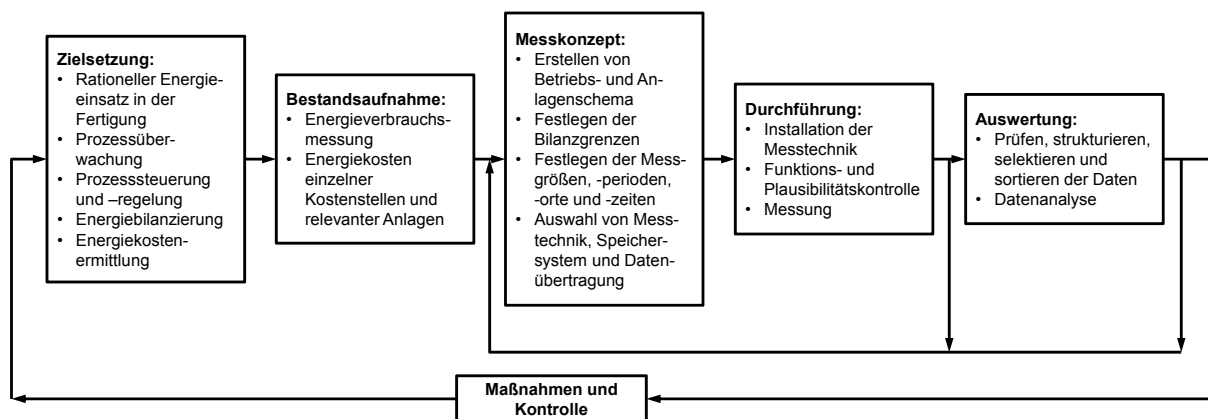 Zielsetzung:
• Rationeller Energie-
einsatz in der
Fertigung
• Prozessüber-
wachung
• Prozesssteuerung
und –regelung
• Energiebilanzierung
• Energiekosten-
ermittlung
Bestandsaufnahme:
• Energieverbrauchs-
messung
• Energiekosten
einzelner
Kostenstellen und
relevanter Anlagen
Messkonzept:
• Erstellen von
Betriebs- und An-
lagenschema
• Festlegen der
Bilanzgrenzen
• Festlegen der Mess-
größen, -perioden,
-orte und -zeiten
• Auswahl von Mess-
technik, Speicher-
system und Daten-
übertragung
Durchführung:
• Installation der
Messtechnik
• Funktions- und
Plausibilitätskontrolle
• Messung
Auswertung:
• Prüfen, strukturieren,
selektieren und
sortieren der Daten
• Datenanalyse
Maßnahmen und
Kontrolle